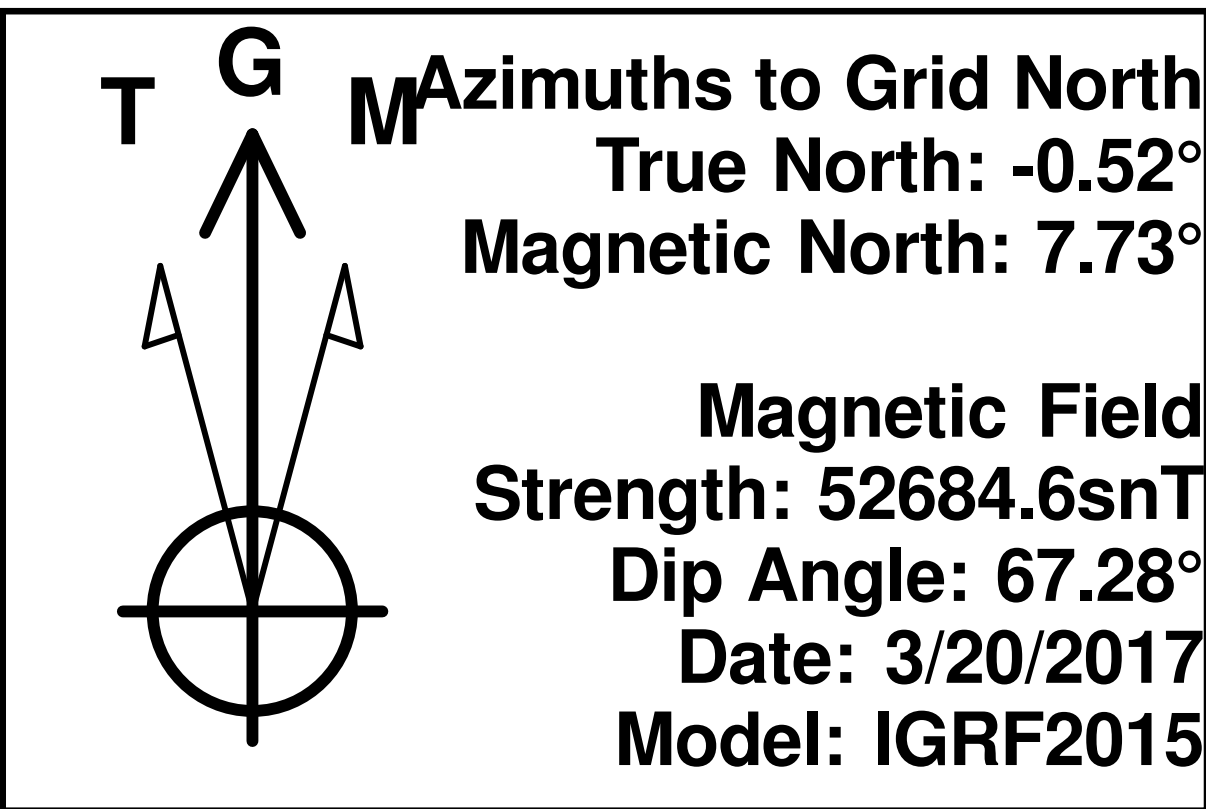 T G M
Azimuths to Grid North
True North: -0.52°
Magnetic North: 7.73°
Magnetic Field
Strength: 52684.6snT
Dip Angle: 67.28°
Date: 3/20/2017
Model: IGRF2015